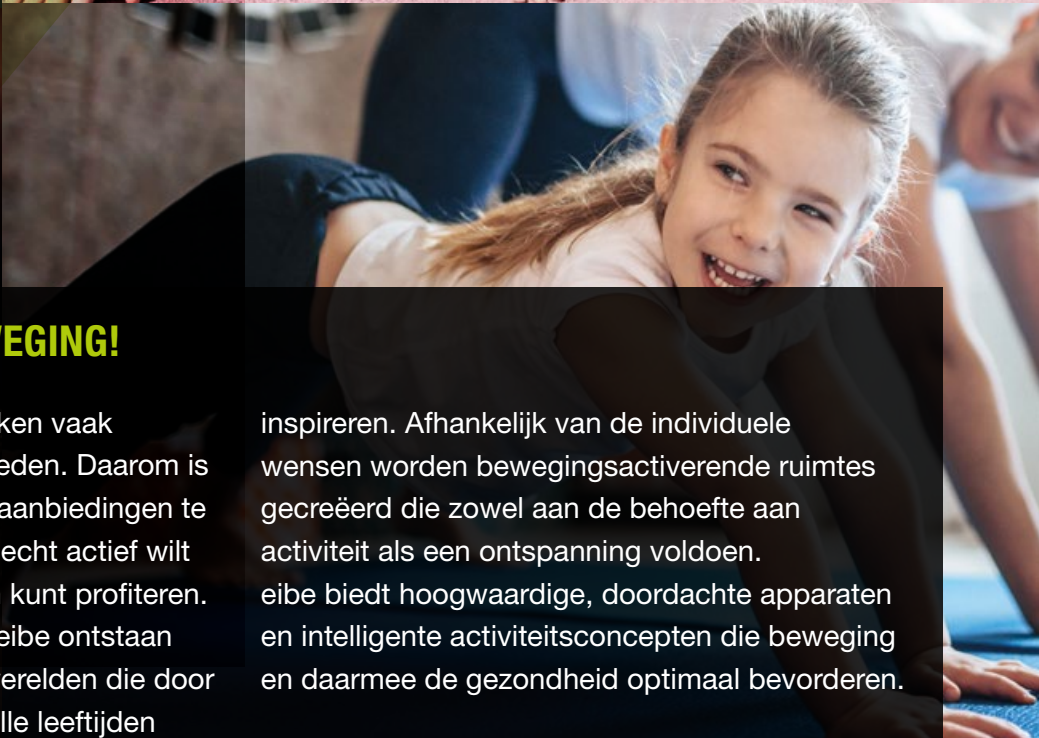 EGING!
ken vaak
eden. Daarom is
aanbiedingen te
echt actief wilt
kunt profiteren.
eibe ontstaan
erelden die door
lle leeftijden
inspireren. Afhankelijk van de individuele
wensen worden bewegingsactiverende ruimtes
gecreëerd die zowel aan de behoefte aan
activiteit als een ontspanning voldoen.
eibe biedt hoogwaardige, doordachte apparaten
en intelligente activiteitsconcepten die beweging
en daarmee de gezondheid optimaal bevorderen.